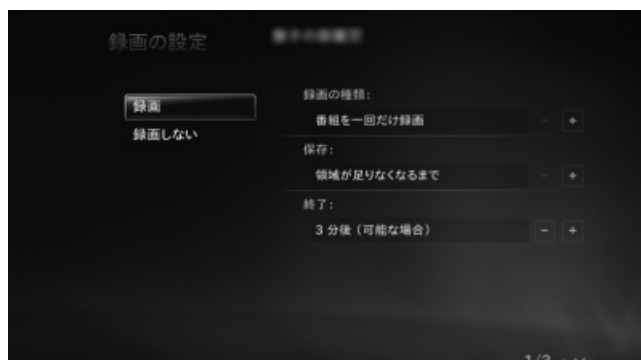 録画の設定
録画
録画しない
録画の種類:
番組を一回だけ録画
保存:
領域が足りなくなるまで
終了:
3 分後 (可能な場合)